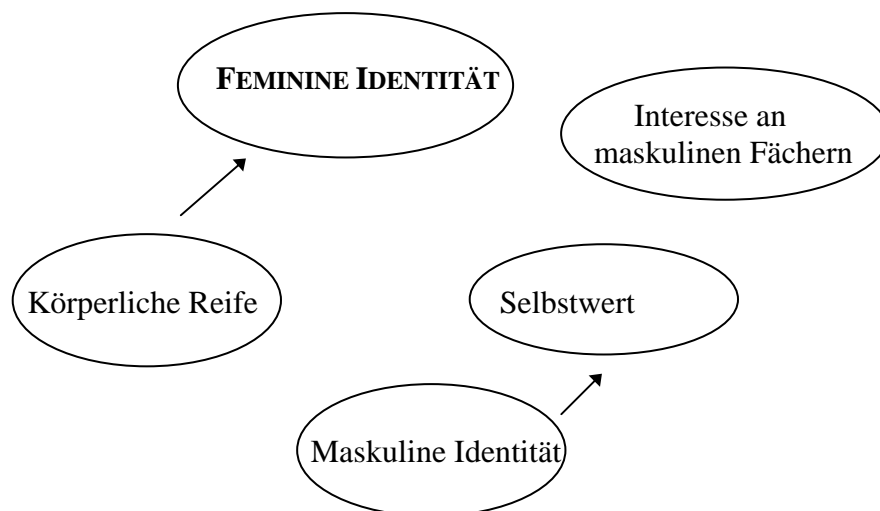 FEMININE IDENTITÄT
Interesse an
maskulinen Fächern
Körperliche Reife
Selbstwert
Maskuline Identität